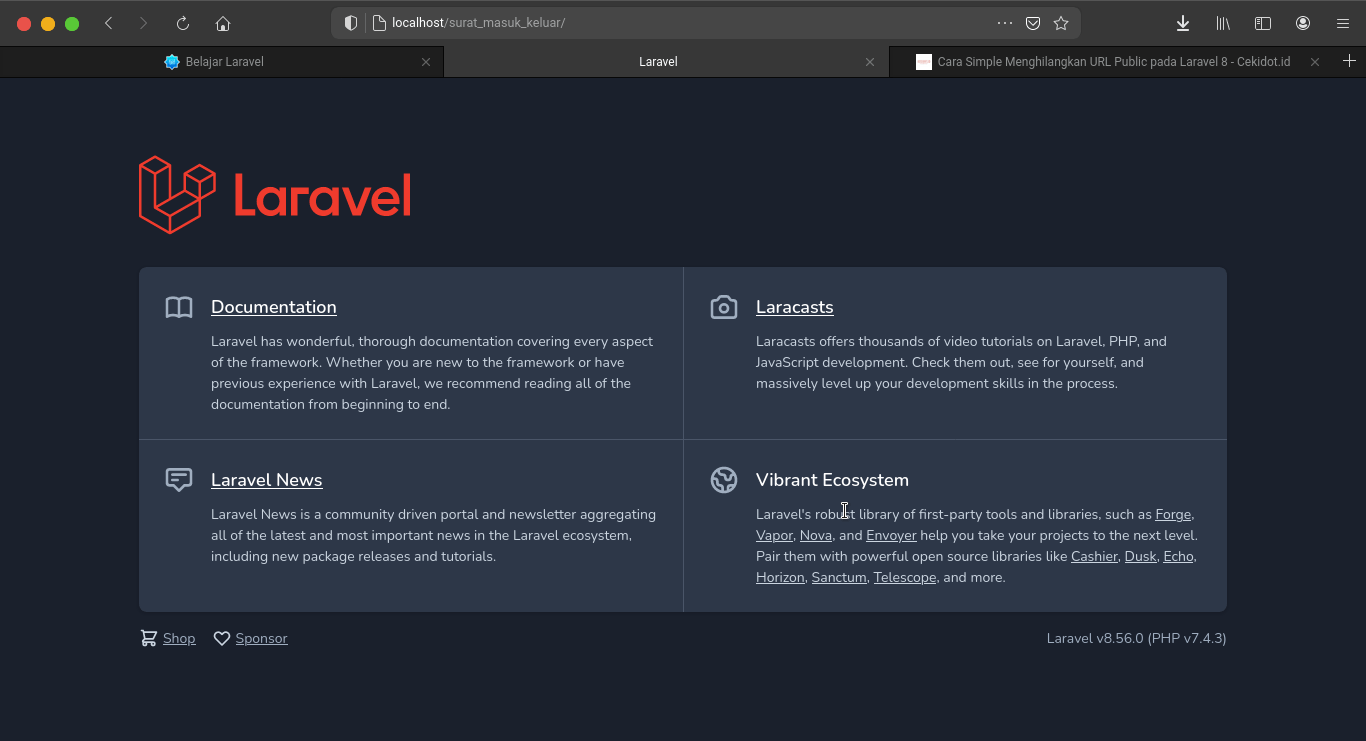 localhost/surat_masuk_keluar/
Belajar Laravel
Laravel
Cara Simple Menghilangkan URL Public pada Laravel 8 - Cekidot.id
Laravel
Documentation
Laravel has wonderful, thorough documentation covering every aspect
of the framework. Whether you are new to the framework or have
previous experience with Laravel, we recommend reading all of the
documentation from beginning to end.
Laracasts
Laracasts offers thousands of video tutorials on Laravel, PHP, and
JavaScript development. Check them out, see for yourself, and
massively level up your development skills in the process.
Laravel News
Laravel News is a community driven portal and newsletter aggregating
all of the latest and most important news in the Laravel ecosystem,
including new package releases and tutorials.
Vibrant Ecosystem
Laravel's robust library of first-party tools and libraries, such as Forge,
Vapor, Nova, and Envoyer help you take your projects to the next level.
Pair them with powerful open source libraries like Cashier, Dusk, Echo,
Horizon, Sanctum, Telescope, and more.
Shop
Sponsor
Laravel v8.56.0 (PHP v7.4.3)